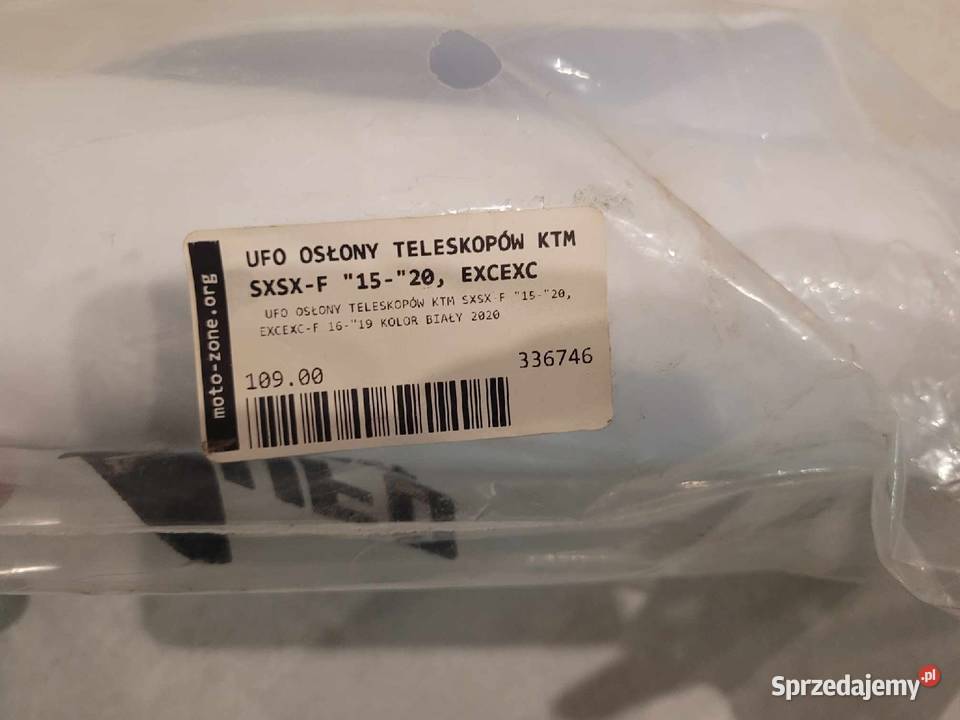 moto-zone.org
UFO OSŁONY TELESKOPÓW KTM
SXSX-F "15-"20, EXCEXC
UFO OSŁONY TELESKOPÓW KTM SXSX-F "15-"20,
EXCEXC-F 16-"19 KOLOR BIAŁY 2020
109.00
336746
Sprzedajemy.pl